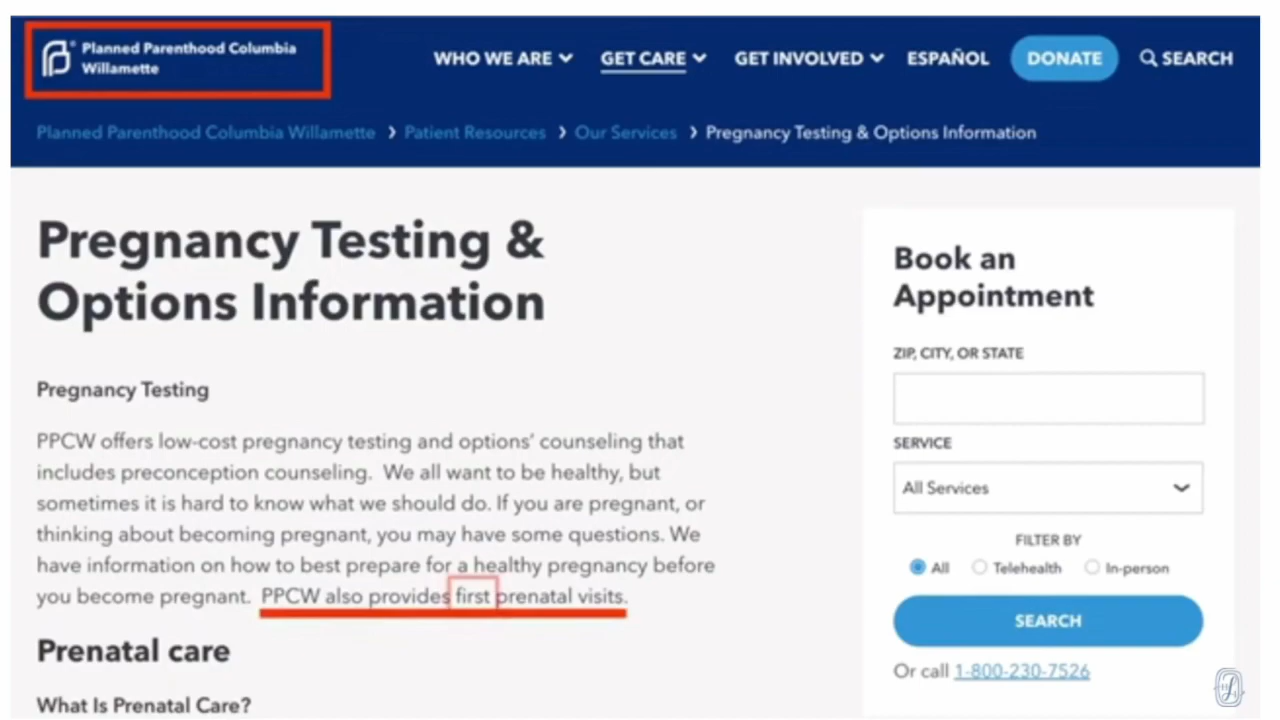 Planned Parenthood Columbia
Willamette
WHO WE ARE
GET CARE
GET INVOLVED
ESPAÑOL
DONATE
SEARCH
Planned Parenthood Columbia Willamette > Patient Resources > Our Services > Pregnancy Testing & Options Information
Pregnancy Testing &
Options Information
Pregnancy Testing
PPCW offers low-cost pregnancy testing and options’ counseling that
includes preconception counseling. We all want to be healthy, but
sometimes it is hard to know what we should do. If you are pregnant, or
thinking about becoming pregnant, you may have some questions. We
have information on how to best prepare for a healthy pregnancy before
you become pregnant. PPCW also provides first prenatal visits.
Prenatal care
What Is Prenatal Care?
Book an
Appointment
ZIP, CITY, OR STATE
SERVICE
All Services
FILTER BY
All Telehealth In-person
SEARCH
Or call 1-800-230-7526